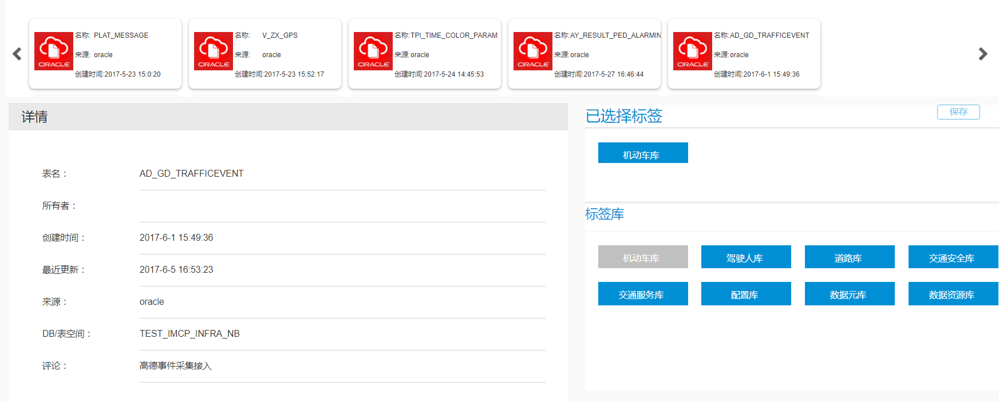 名称: PLAT_MESSAGE
来源: oracle
创建时间:2017-5-23 15:0:20
ORACLE
名称: V_ZX_GPS
来源: oracle
创建时间:2017-5-23 15:52:17
ORACLE
名称:TPI_TIME_COLOR_PARAM
来源:oracle
创建时间:2017-5-24 14:45:53
ORACLE
名称:AY_RESULT_PED_ALARMIN
来源:oracle
创建时间:2017-5-27 16:46:44
ORACLE
名称:AD_GD_TRAFFICEVENT
来源:oracle
创建时间:2017-6-1 15:49:36
ORACLE
详情
表名： AD_GD_TRAFFICEVENT
所有者：
创建时间： 2017-6-1 15:49:36
最近更新： 2017-6-5 16:53:23
来源： oracle
DB/表空间： TEST_IMCP_INFRA_NB
评论： 高德事件采集接入
已选择标签 保存
机动车库
标签库
机动车库 驾驶人库 道路库 交通安全库
交通服务库 配置库 数据元库 数据资源库